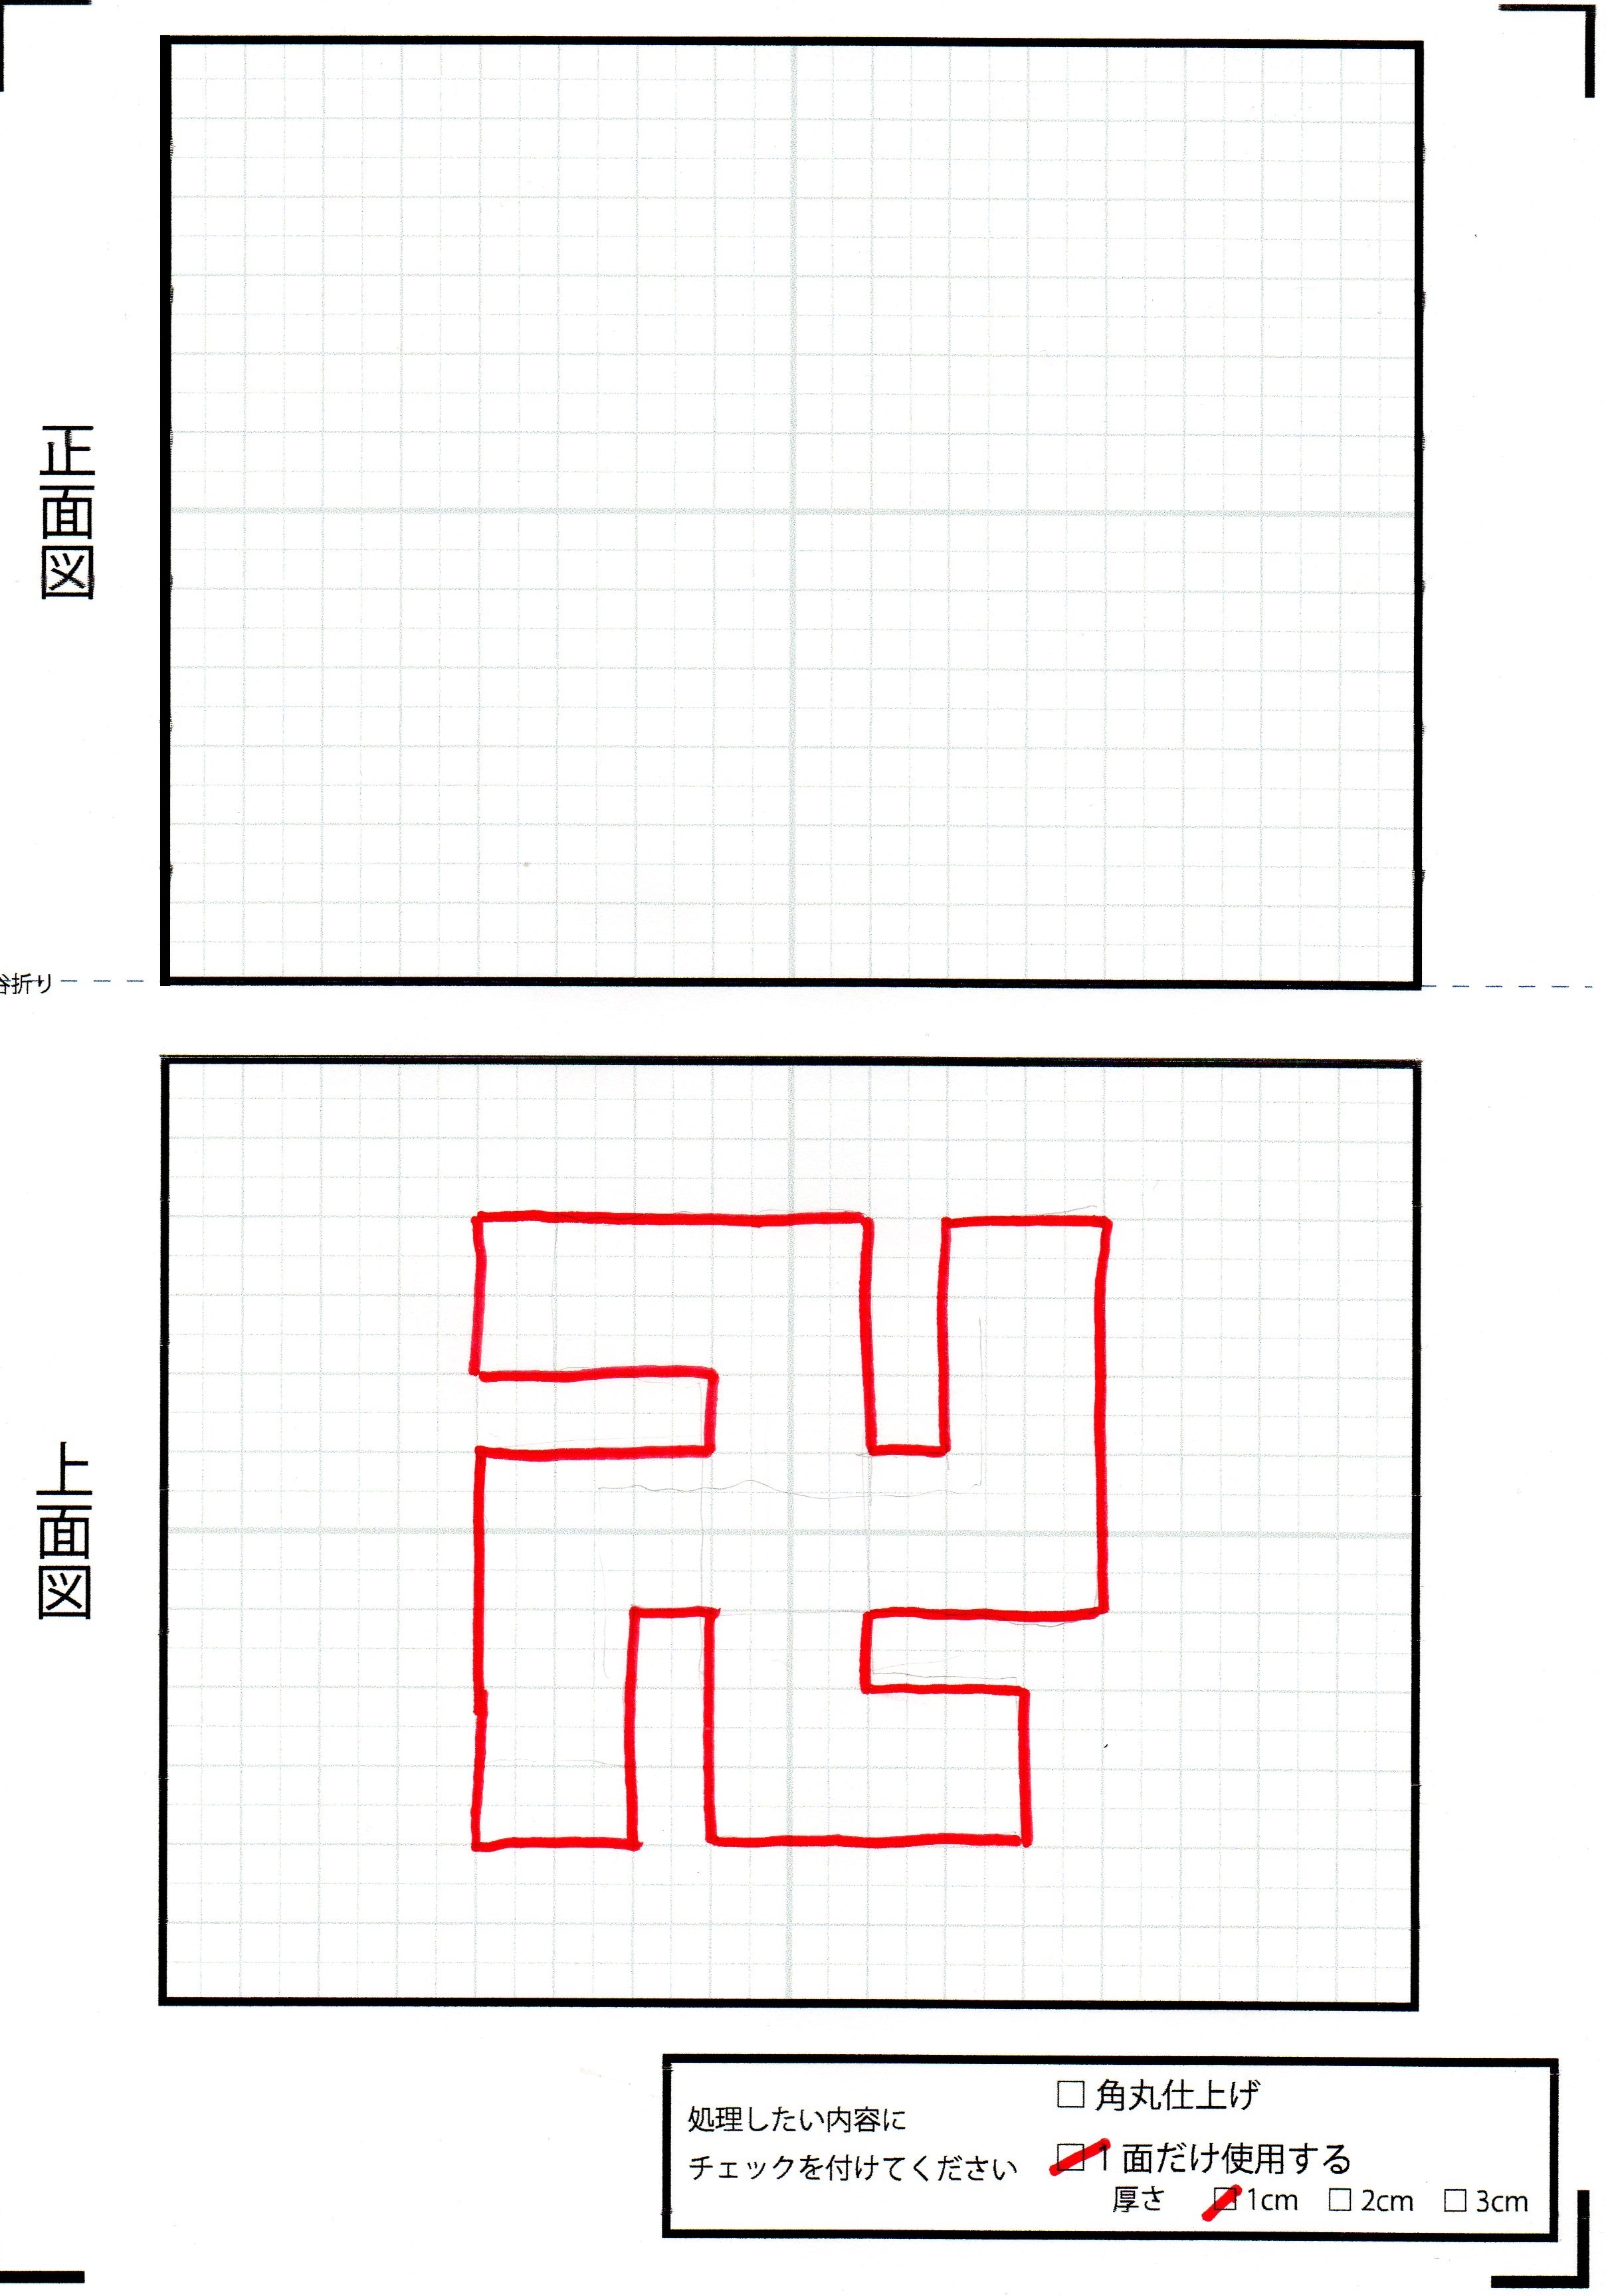 正面図
谷折り
上面図
処理したい内容に
チェックを付けてください
□ 角丸仕上げ
□ 1 面だけ使用する
厚さ □ 1cm □ 2cm □ 3cm